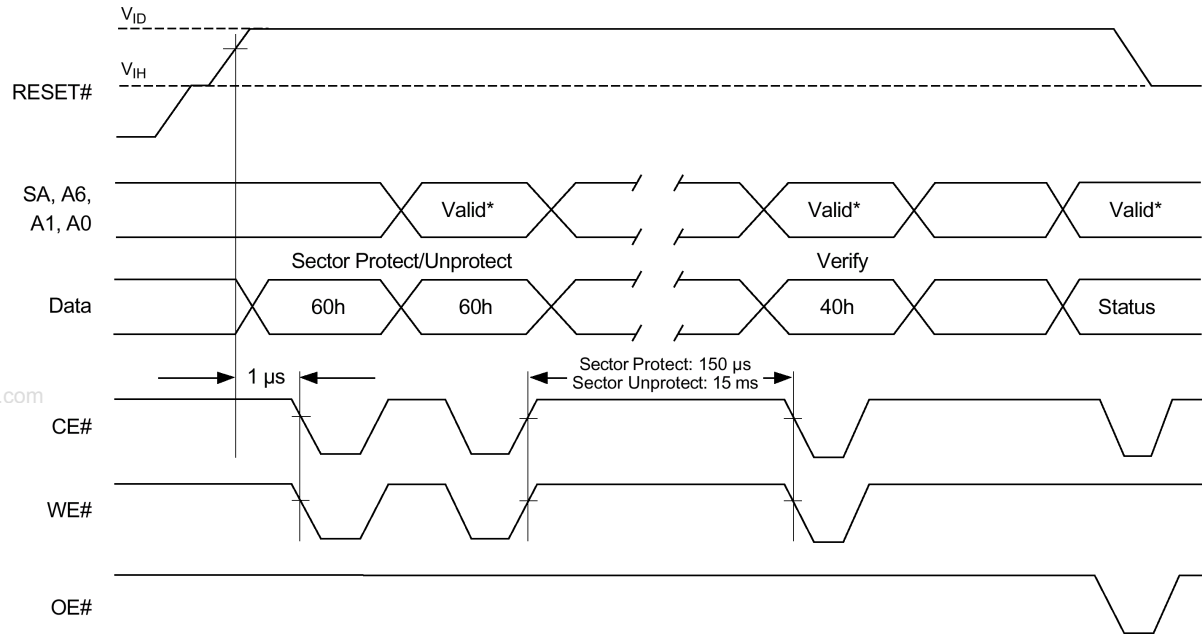 VID
VIH
RESET#
SA, A6,
A1, A0
Valid*
Valid*
Valid*
Sector Protect/Unprotect
Verify
Data
60h
60h
40h
Status
1 µs
Sector Protect: 150 µs
Sector Unprotect: 15 ms
.com
CE#
WE#
OE#